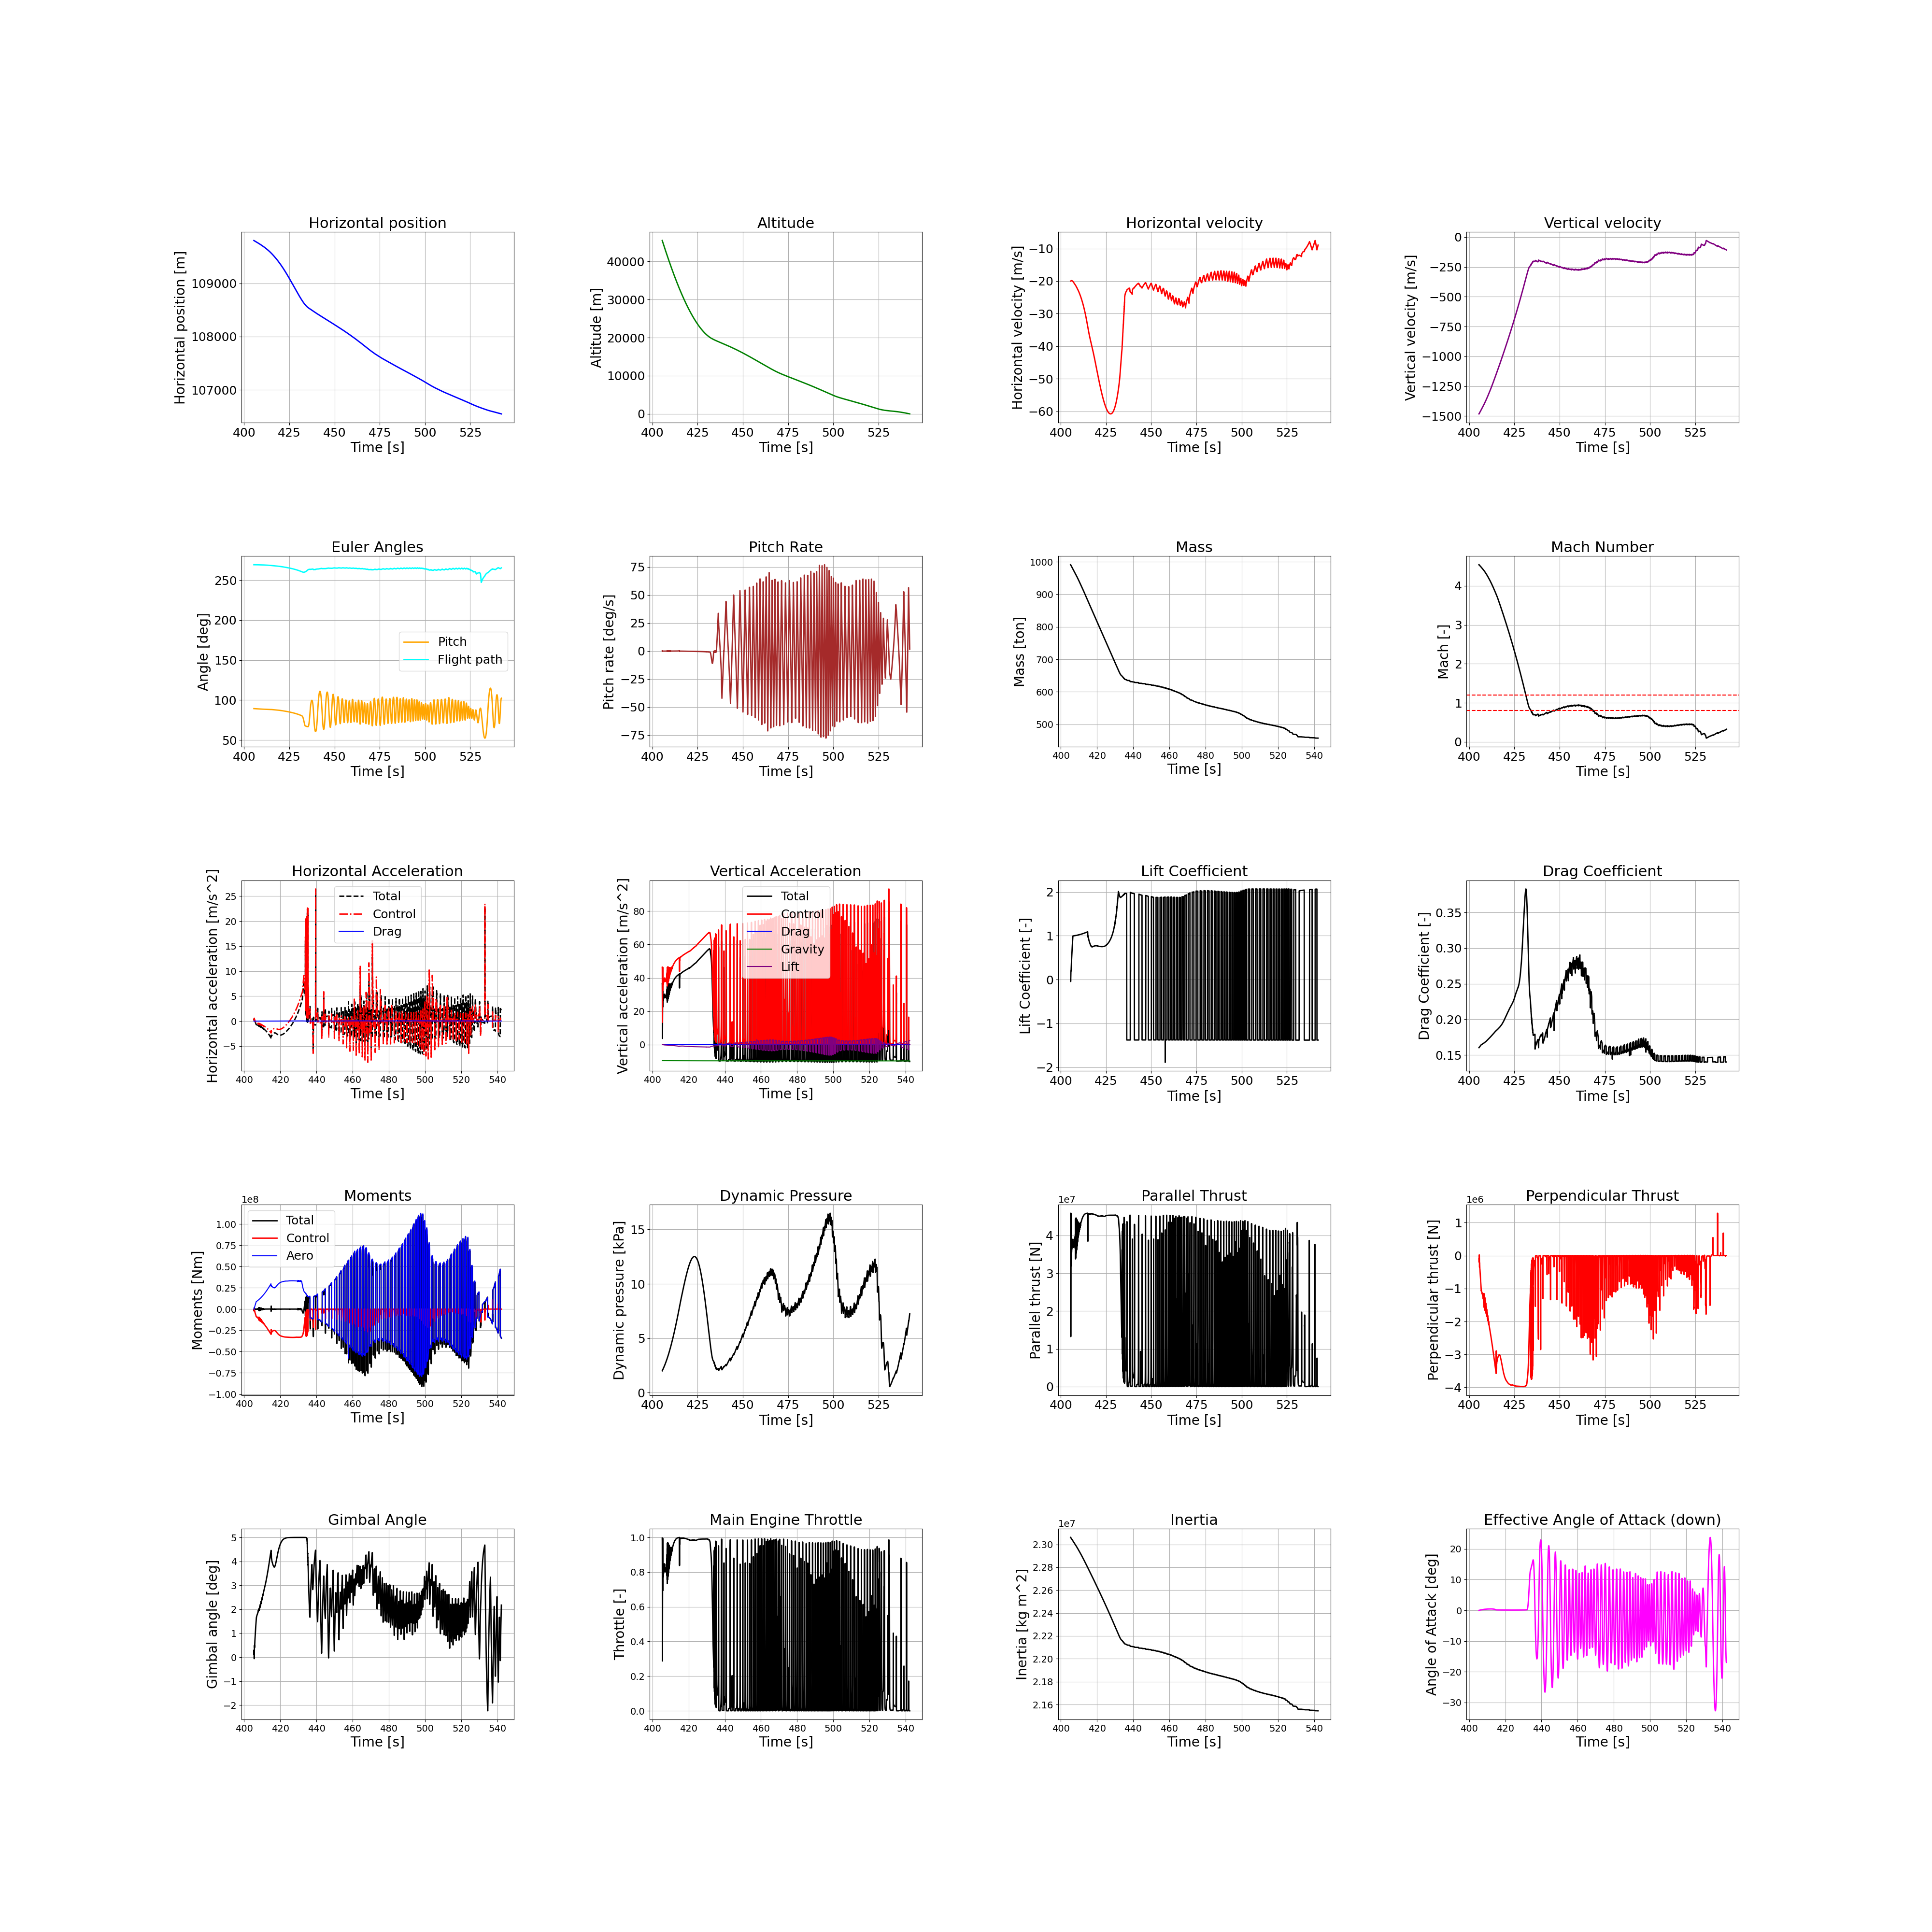 Horizontal position
Horizontal position [m]
109000
108000
107000
400 425 450 475 500 525
Time [s]
Altitude
Altitude [m]
40000
30000
20000
10000
0
400 425 450 475 500 525
Time [s]
Horizontal velocity
Horizontal velocity [m/s]
−10
−20
−30
−40
−50
−60
400 425 450 475 500 525
Time [s]
Vertical velocity
Vertical velocity [m/s]
0
−250
−500
−750
−1000
−1250
−1500
400 425 450 475 500 525
Time [s]
Euler Angles
Angle [deg]
250
200
150
100
50
Pitch
Flight path
400 425 450 475 500 525
Time [s]
Pitch Rate
Pitch rate [deg/s]
75
50
25
0
−25
−50
−75
400 425 450 475 500 525
Time [s]
Mass
Mass [ton]
1000
900
800
700
600
500
400 420 440 460 480 500 520 540
Time [s]
Mach Number
Mach [-]
4
3
2
1
0
400 425 450 475 500 525
Time [s]
Horizontal Acceleration
Horizontal acceleration [m/s^2]
25
20
15
10
5
0
−5
Total
Control
Drag
400 420 440 460 480 500 520 540
Time [s]
Vertical Acceleration
Vertical acceleration [m/s^2]
80
60
40
20
0
Total
Control
Drag
Gravity
Lift
400 420 440 460 480 500 520 540
Time [s]
Lift Coefficient
Lift Coefficient [-]
2
1
0
−1
−2
400 425 450 475 500 525
Time [s]
Drag Coefficient
Drag Coefficient [-]
0.35
0.30
0.25
0.20
0.15
400 425 450 475 500 525
Time [s]
Moments
1e8
Moments [Nm]
1.00
0.75
0.50
0.25
0.00
−0.25
−0.50
−0.75
−1.00
Total
Control
Aero
400 420 440 460 480 500 520 540
Time [s]
Dynamic Pressure
Dynamic pressure [kPa]
15
10
5
0
400 425 450 475 500 525
Time [s]
Parallel Thrust
1e7
Parallel thrust [N]
4
3
2
1
0
400 425 450 475 500 525
Time [s]
Perpendicular Thrust
1e6
Perpendicular thrust [N]
1
0
−1
−2
−3
−4
400 425 450 475 500 525
Time [s]
Gimbal Angle
Gimbal angle [deg]
5
4
3
2
1
0
−1
−2
400 420 440 460 480 500 520 540
Time [s]
Main Engine Throttle
Throttle [-]
1.0
0.8
0.6
0.4
0.2
0.0
400 420 440 460 480 500 520 540
Time [s]
Inertia
1e7
Inertia [kg m^2]
2.30
2.28
2.26
2.24
2.22
2.20
2.18
2.16
400 420 440 460 480 500 520 540
Time [s]
Effective Angle of Attack (down)
Angle of Attack [deg]
20
10
0
−10
−20
−30
400 420 440 460 480 500 520 540
Time [s]